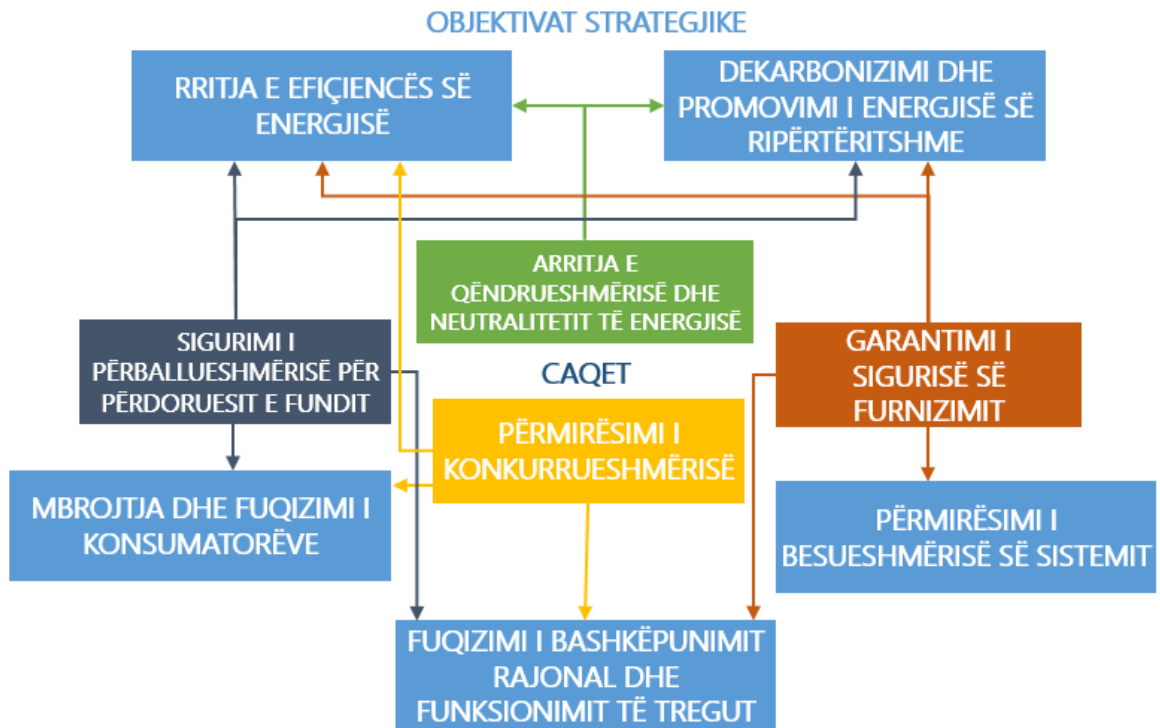 OBJEKTIVAT STRATEGJIKE
RRITJA E EFIÇIENCËS SË
ENERGJISË
DEKARBONIZIMI DHE
PROMOVIMI I ENERGJISË SË
RIPËRTËRITSHME
ARRITJA E
QËNDRUESHMËRISË DHE
NEUTRALITETIT TË ENERGJISË
SIGURIMI I
PËRBALLUESHMËRISË PËR
PËRDORUESIT E FUNDIT
CAQET
GARANTIMI I
SIGURISË SË
FURNIZIMIT
PËRMIRËSIMI I
KONKURRUESHMËRISË
MBROJTJA DHE FUQIZIMI I
KONSUMATORËVE
PËRMIRËSIMI I
BESUESHMËRISË SË SISTEMIT
FUQIZIMI I BASHKËPUNIMIT
RAJONAL DHE
FUNKSIONIMIT TË TREGUT